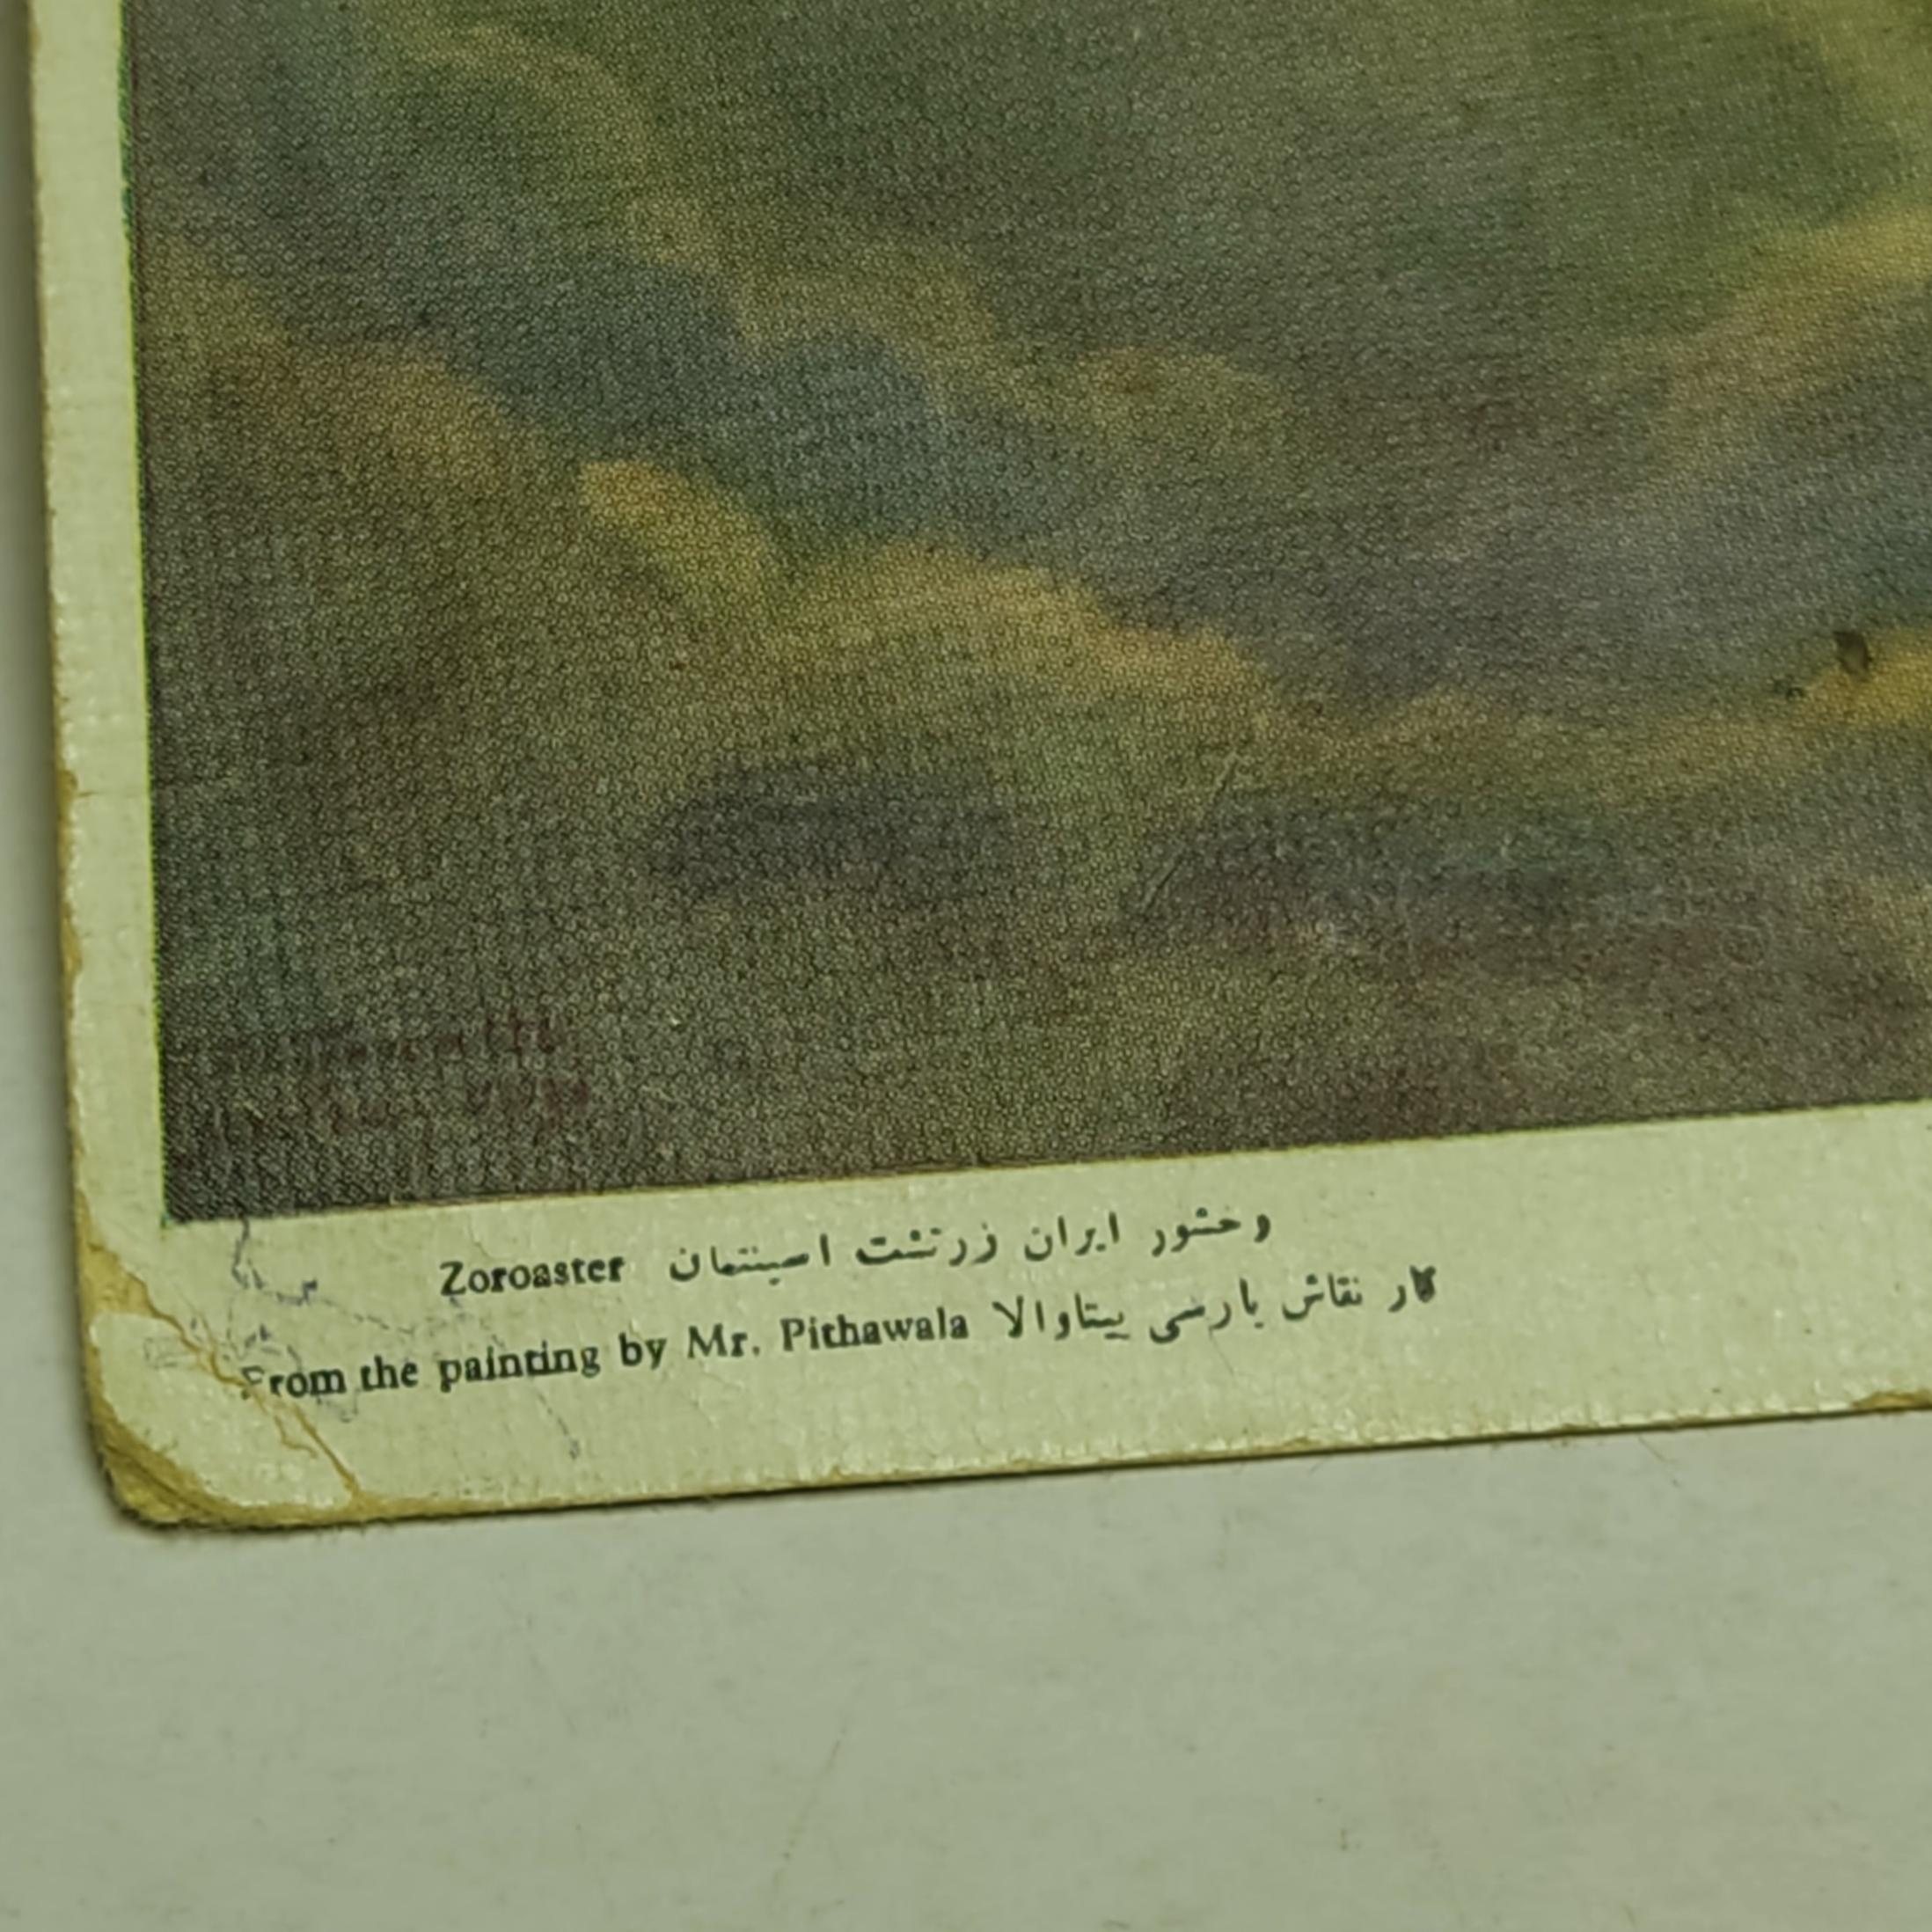 Zoroaster وخشور ایران زرتشت اسپنتمان
From the painting by Mr. Pithawala کار نقاش پارسی پیتاوالا